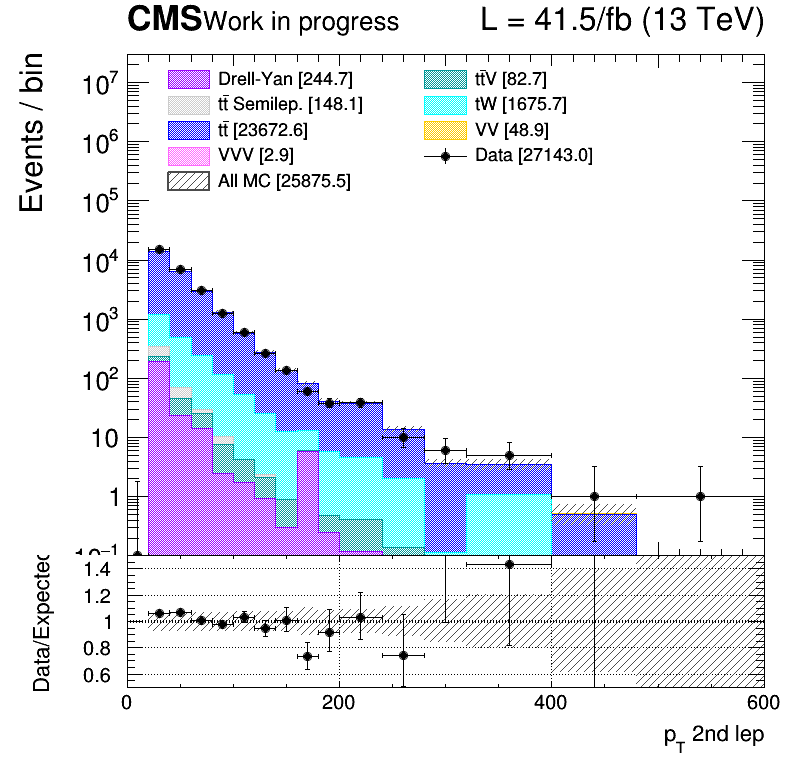 CMS Work in progress L = 41.5/fb (13 TeV)
Events / bin
10⁷
10⁶
10⁵
10⁴
10³
10²
10
1
10⁻¹
Drell-Yan [244.7]
tt̄ Semilep. [148.1]
tt̄ [23672.6]
VVV [2.9]
All MC [25875.5]
tt̄V [82.7]
tW [1675.7]
VV [48.9]
Data [27143.0]
Data/Expected
1.4
1.2
1
0.8
0.6
0 200 400 600
p_T 2nd lep